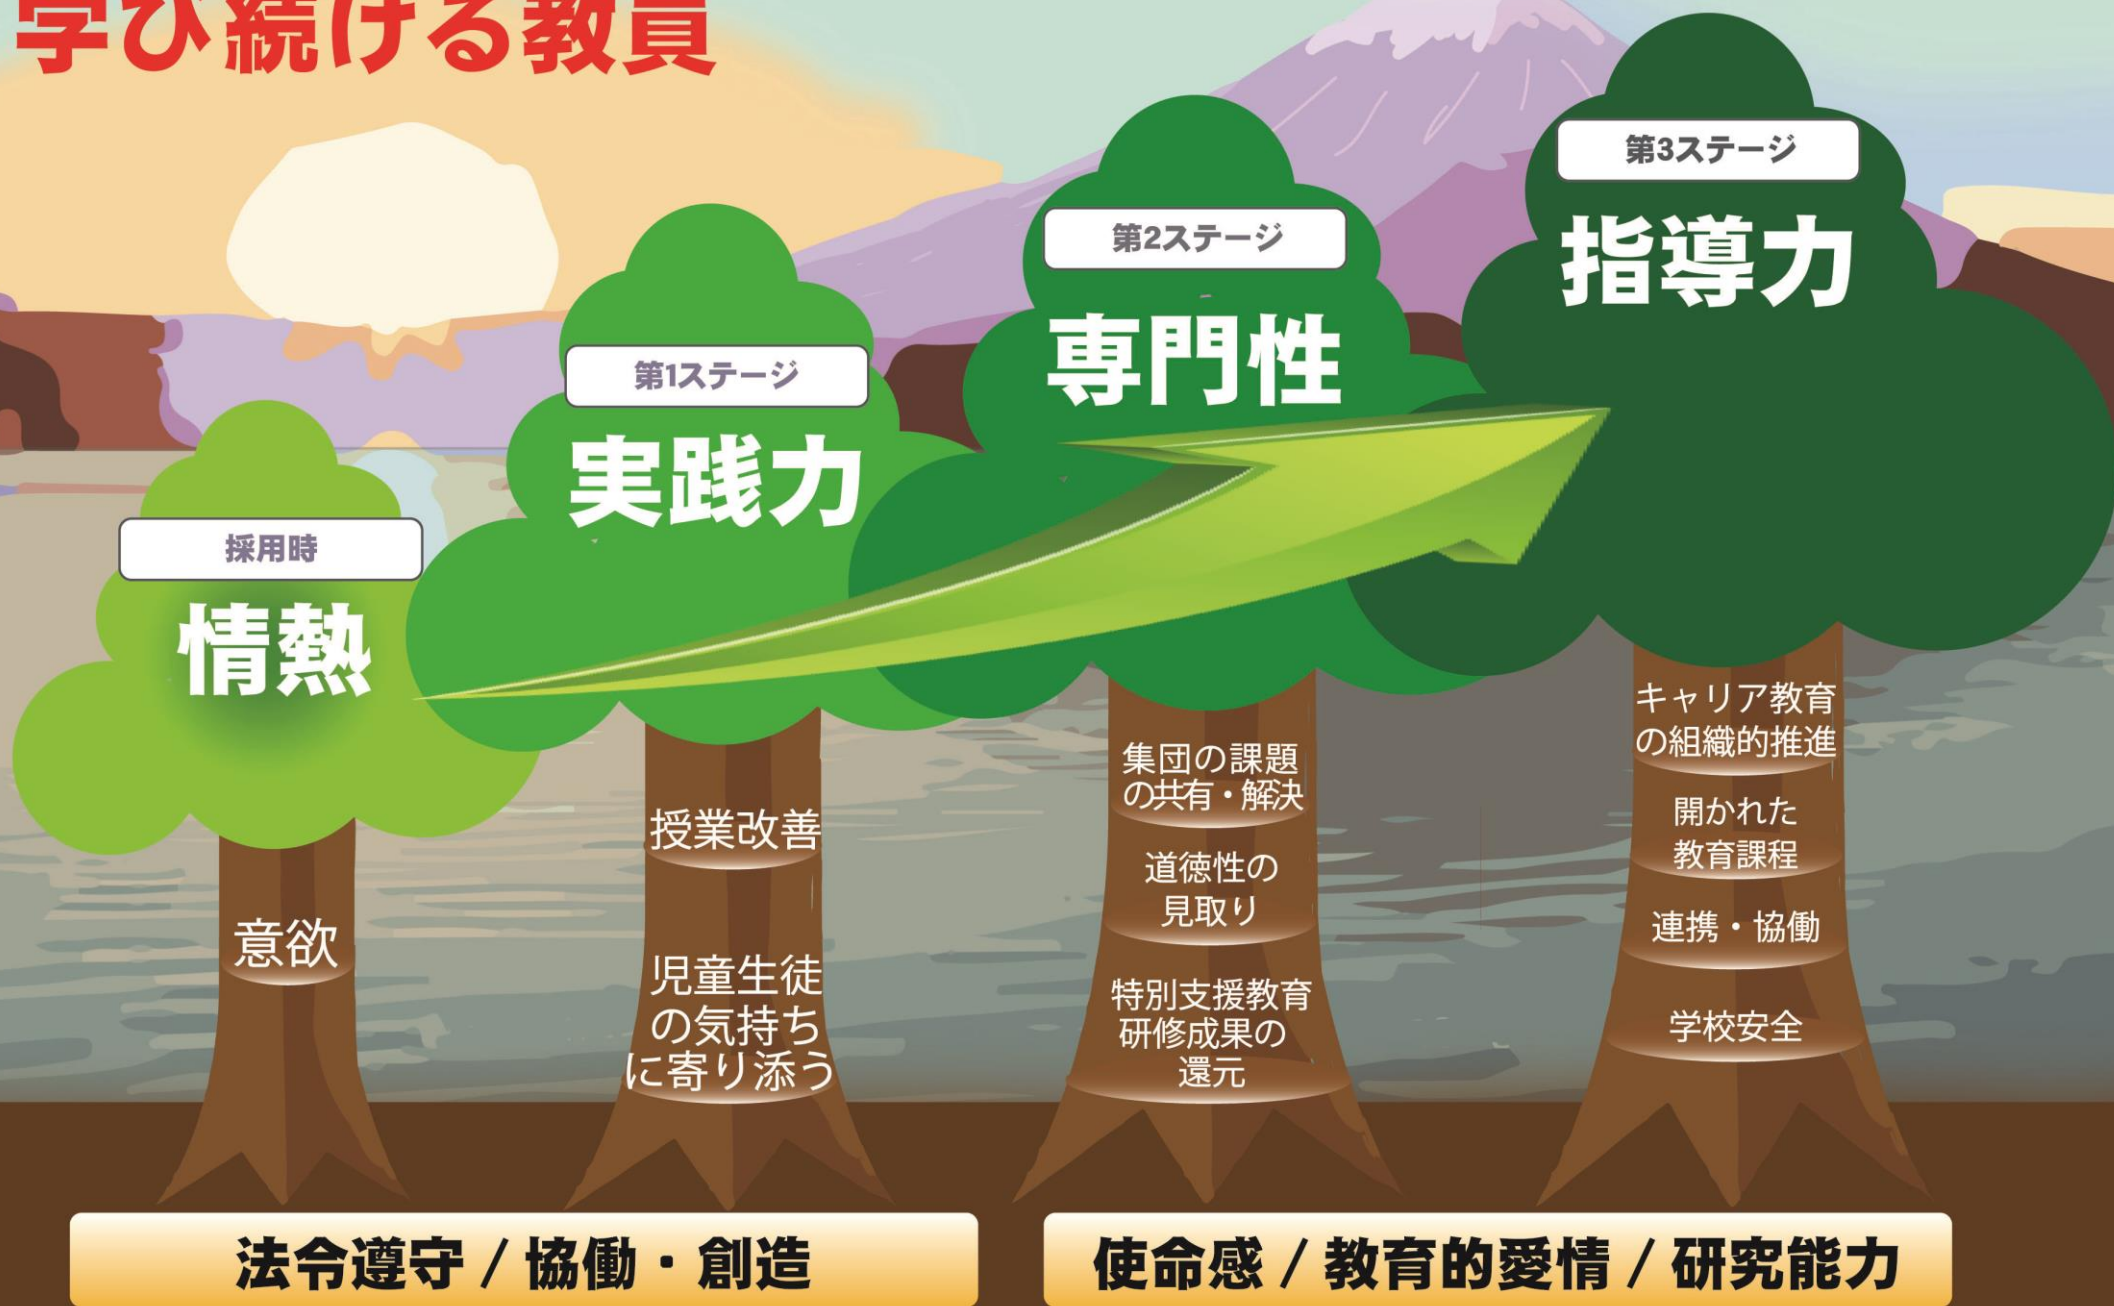 学び続ける教員
採用時
情熱
意欲
第1ステージ
実践力
授業改善
児童生徒
の気持ち
に寄り添う
第2ステージ
専門性
集団の課題
の共有・解決
道徳性の
見取り
特別支援教育
研修成果の
還元
第3ステージ
指導力
キャリア教育
の組織的推進
開かれた
教育課程
連携・協働
学校安全
法令遵守 / 協働・創造
使命感 / 教育的愛情 / 研究能力